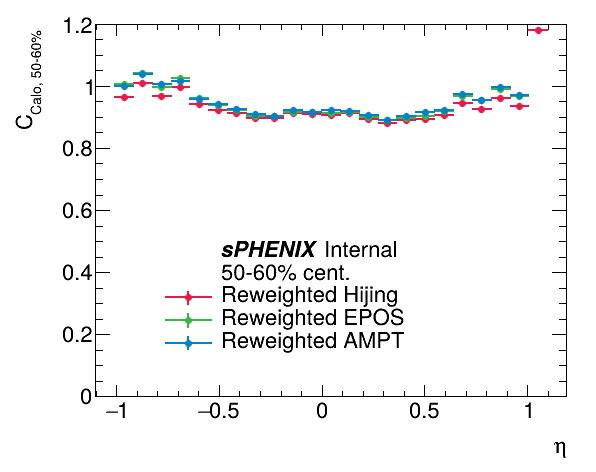 1.2
1
0.8
0.6
0.4
0.2
0
C Calo, 50-60%
sPHENIX Internal
50-60% cent.
Reweighted Hijing
Reweighted EPOS
Reweighted AMPT
−1 −0.5 0 0.5 1
η